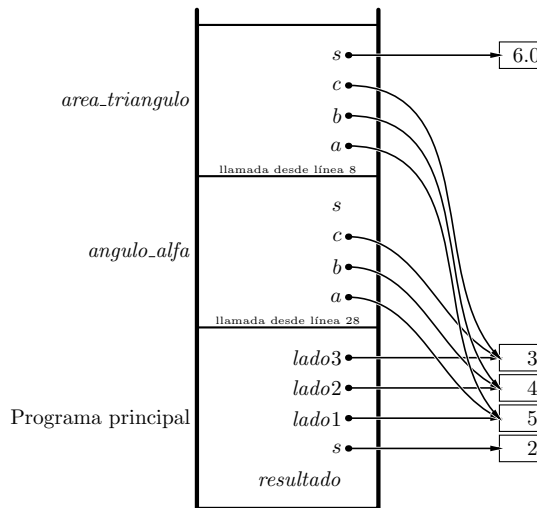 s 6.0
c
area_triangulo
b
a
llamada desde línea 8
s
c
angulo_alfa
b
a
llamada desde línea 28
lado3 3
lado2 4
Programa principal lado1 5
s 2
resultado